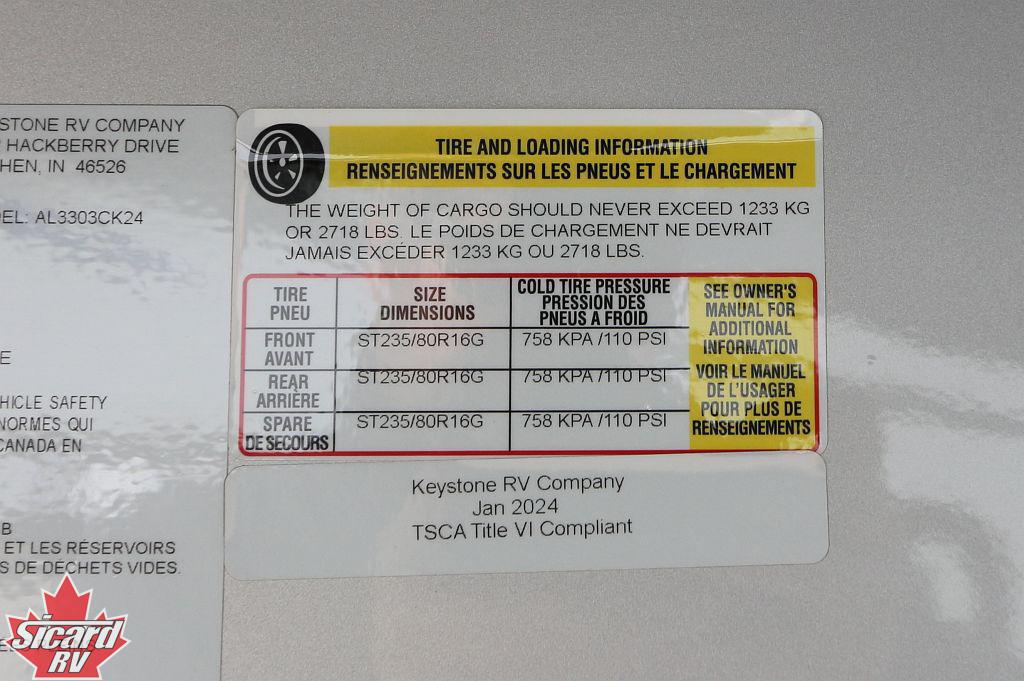 STONE RV COMPANY
HACKBERRY DRIVE
HEN, IN 46526
EL: AL3303CK24
E
HICLE SAFETY
NORMES QUI
CANADA EN
B
ET LES RÉSERVOIRS
S DE DÉCHETS VIDES.
TIRE AND LOADING INFORMATION
RENSEIGNEMENTS SUR LES PNEUS ET LE CHARGEMENT
THE WEIGHT OF CARGO SHOULD NEVER EXCEED 1233 KG
OR 2718 LBS. LE POIDS DE CHARGEMENT NE DEVRAIT
JAMAIS EXCÉDER 1233 KG OU 2718 LBS.
TIRE
PNEU
SIZE
DIMENSIONS
COLD TIRE PRESSURE
PRESSION DES
PNEUS A FROID
FRONT
AVANT
ST235/80R16G
758 KPA /110 PSI
REAR
ARRIÈRE
ST235/80R16G
758 KPA /110 PSI
SPARE
DE SECOURS
ST235/80R16G
758 KPA /110 PSI
SEE OWNER'S
MANUAL FOR
ADDITIONAL
INFORMATION
VOIR LE MANUEL
DE L'USAGER
POUR PLUS DE
RENSEIGNEMENTS
Keystone RV Company
Jan 2024
TSCA Title VI Compliant
Sicard
RV